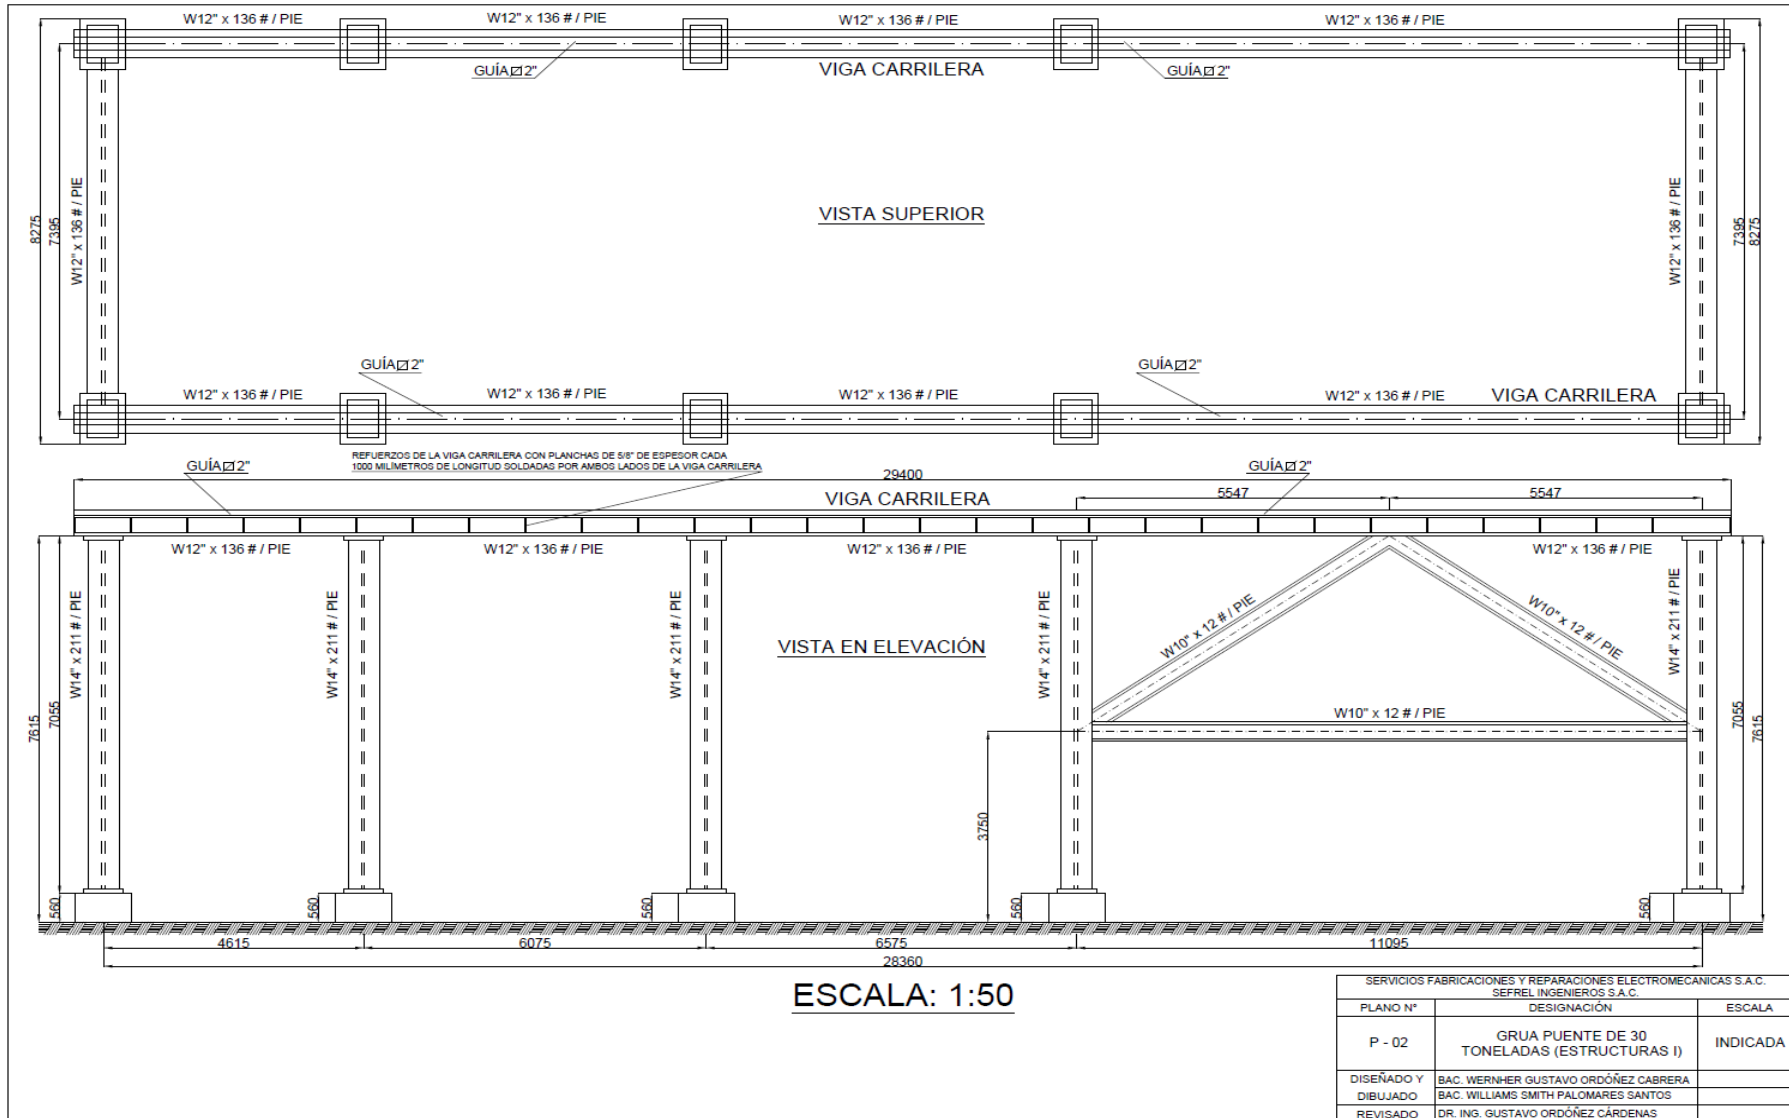 W12" x 136 # / PIE
W12" x 136 # / PIE
W12" x 136 # / PIE
W12" x 136 # / PIE
GUÍA 2"
VIGA CARRILERA
GUÍA 2"
8275
7395
W12" x 136 # / PIE
VISTA SUPERIOR
W12" x 136 # / PIE
7395
8275
GUÍA 2"
GUÍA 2"
W12" x 136 # / PIE
W12" x 136 # / PIE
W12" x 136 # / PIE
W12" x 136 # / PIE
VIGA CARRILERA
REFUERZOS DE LA VIGA CARRILERA CON PLANCHAS DE 5/8" DE ESPESOR CADA
1000 MILÍMETROS DE LONGITUD SOLDADAS POR AMBOS LADOS DE LA VIGA CARRILERA
GUÍA 2"
GUÍA 2"
29400
VIGA CARRILERA
5547
5547
W12" x 136 # / PIE
W12" x 136 # / PIE
W12" x 136 # / PIE
W12" x 136 # / PIE
7615
7055
W14" x 211 # / PIE
W14" x 211 # / PIE
W14" x 211 # / PIE
VISTA EN ELEVACIÓN
W14" x 211 # / PIE
W10" x 12 # / PIE
W10" x 12 # / PIE
W14" x 211 # / PIE
W10" x 12 # / PIE
7055
7615
3750
560
560
560
560
560
4615
6075
6575
11095
28360
ESCALA: 1:50
SERVICIOS FABRICACIONES Y REPARACIONES ELECTROMECANICAS S.A.C.
SEFREL INGENIEROS S.A.C.
PLANO N° DESIGNACIÓN ESCALA
P - 02 GRUA PUENTE DE 30
TONELADAS (ESTRUCTURAS I) INDICADA
DISEÑADO Y BAC. WERNHER GUSTAVO ORDÓÑEZ CABRERA
DIBUJADO BAC. WILLIAMS SMITH PALOMARES SANTOS
REVISADO DR. ING. GUSTAVO ORDÓÑEZ CÁRDENAS